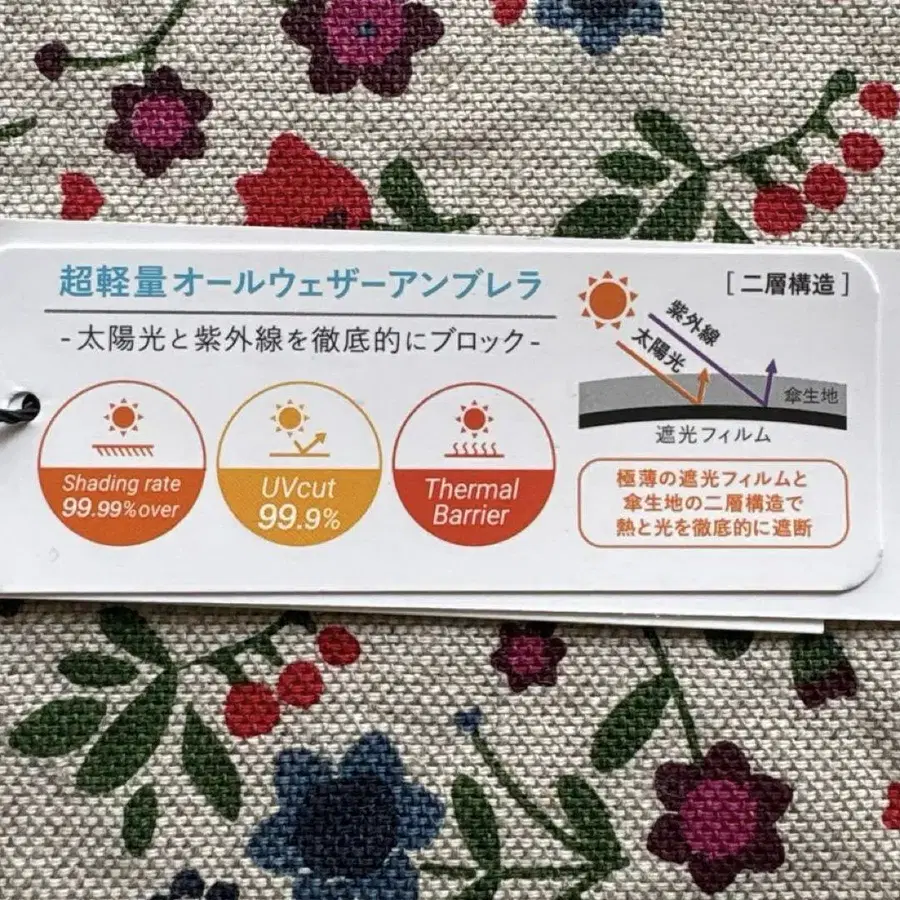 超軽量オールウェザーアンブレラ
-太陽光と紫外線を徹底的にブロック-
Shading rate
99.99%over
UVcut
99.9%
Thermal
Barrier
[二層構造]
紫外線
太陽光
傘生地
遮光フィルム
極薄の遮光フィルムと
傘生地の二層構造で
熱と光を徹底的に遮断